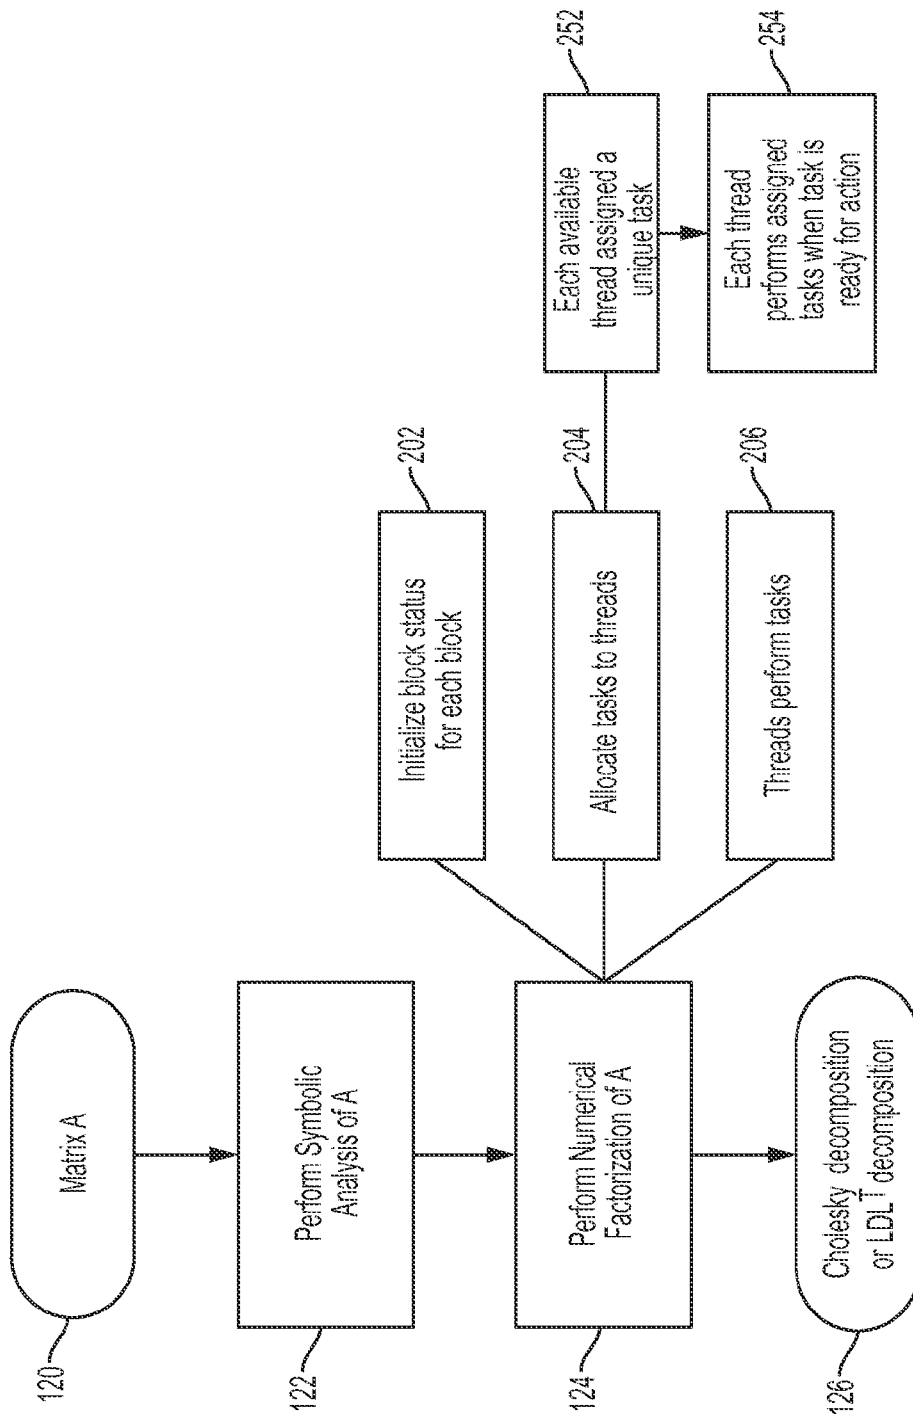 120
Matrix A
122
Perform Symbolic
Analysis of A
124
Perform Numerical
Factorization of A
126
Cholesky decomposition
or LDL^T decomposition
202
Initialize block status
for each block
204
Allocate tasks to threads
206
Threads perform tasks
252
Each available
thread assigned a
unique task
254
Each thread
performs assigned
tasks when task is
ready for action